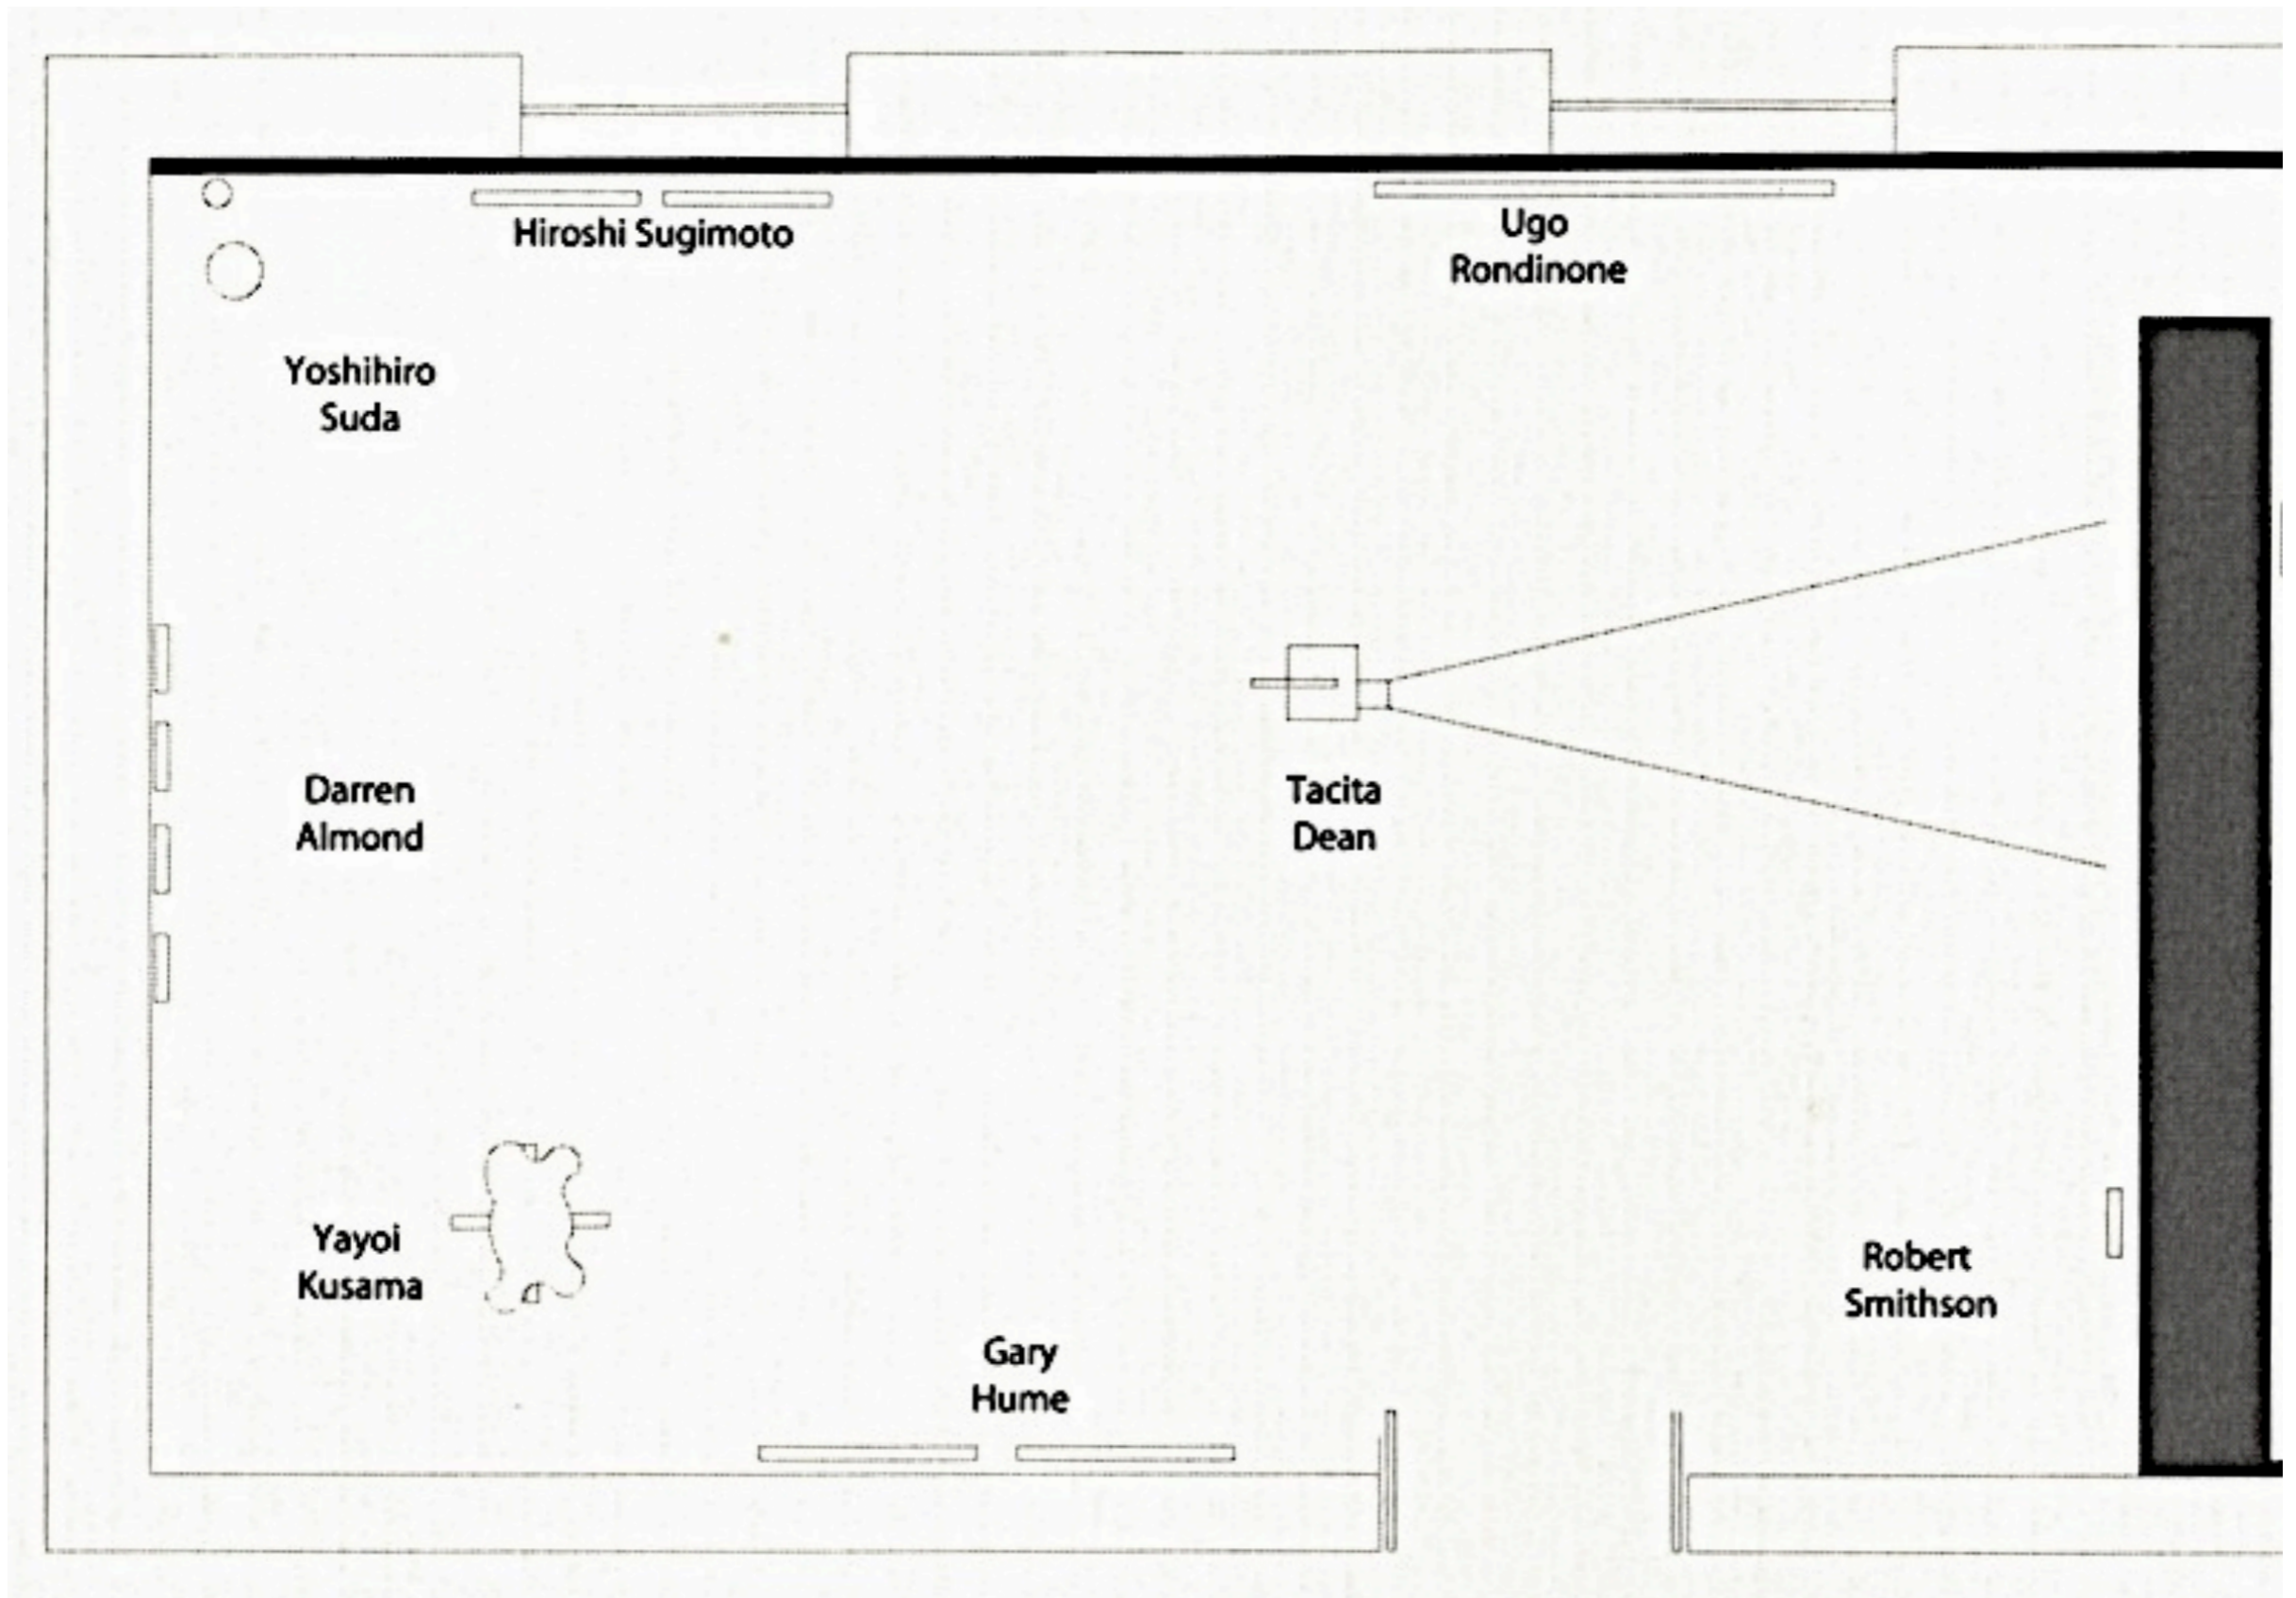 Hiroshi Sugimoto
Ugo
Rondinone
Yoshihiro
Suda
Darren
Almond
Tacita
Dean
Yayoi
Kusama
Robert
Smithson
Gary
Hume